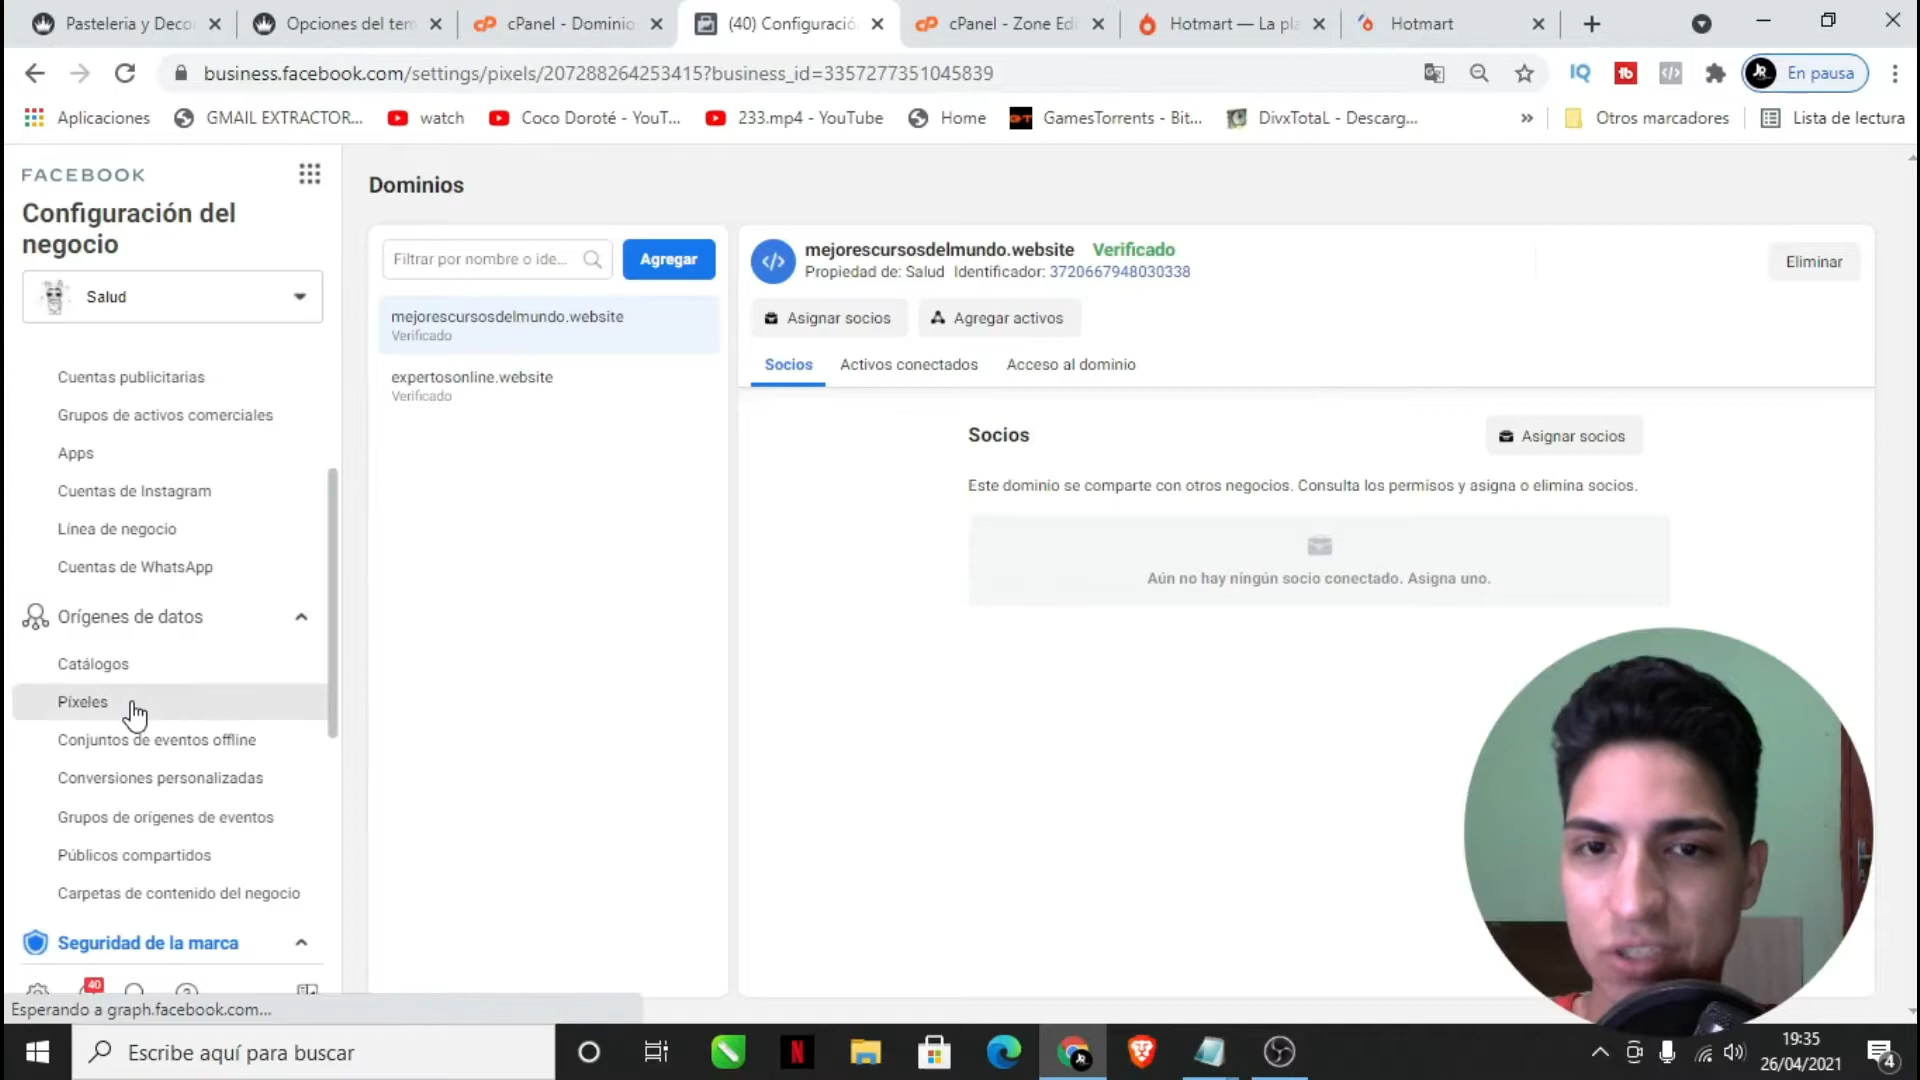 Pasteleria y Decor
Opciones del tem
cPanel - Dominio
(40) Configuració
cPanel - Zone Edi
Hotmart — La pla
Hotmart
business.facebook.com/settings/pixels/207288264253415?business_id=3357277351045839
En pausa
Aplicaciones
GMAIL EXTRACTOR...
watch
Coco Doroté - YouT...
233.mp4 - YouTube
Home
GamesTorrents - Bit...
DivxTotaL - Descarg...
»
Otros marcadores
Lista de lectura
FACEBOOK
Configuración del
negocio
Salud
Cuentas publicitarias
Grupos de activos comerciales
Apps
Cuentas de Instagram
Línea de negocio
Cuentas de WhatsApp
Orígenes de datos
Catálogos
Píxeles
Conjuntos de eventos offline
Conversiones personalizadas
Grupos de orígenes de eventos
Públicos compartidos
Carpetas de contenido del negocio
Seguridad de la marca
40
Esperando a graph.facebook.com...
Dominios
Filtrar por nombre o ide...
Agregar
mejorescursosdelmundo.website
Verificado
expertosonline.website
Verificado
mejorescursosdelmundo.website Verificado
Propiedad de: Salud Identificador: 3720667948030338
Eliminar
Asignar socios
Agregar activos
Socios
Activos conectados
Acceso al dominio
Socios
Asignar socios
Este dominio se comparte con otros negocios. Consulta los permisos y asigna o elimina socios.
Aún no hay ningún socio conectado. Asigna uno.
Escribe aquí para buscar
19:35
26/04/2021
4